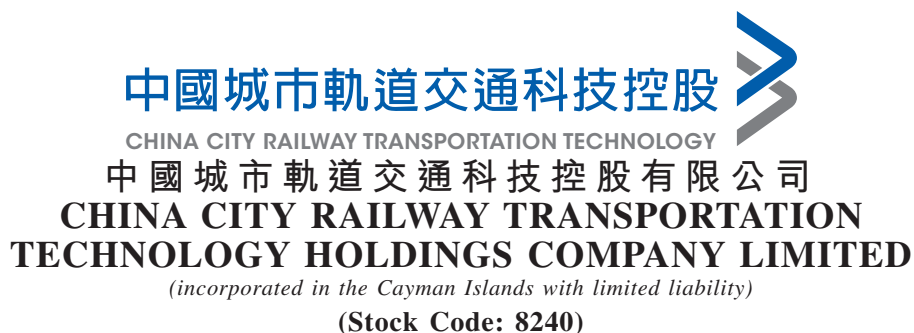 中國城市軌道交通科技控股
CHINA CITY RAILWAY TRANSPORTATION TECHNOLOGY
中國城市軌道交通科技控股有限公司
CHINA CITY RAILWAY TRANSPORTATION
TECHNOLOGY HOLDINGS COMPANY LIMITED
(incorporated in the Cayman Islands with limited liability)
(Stock Code: 8240)